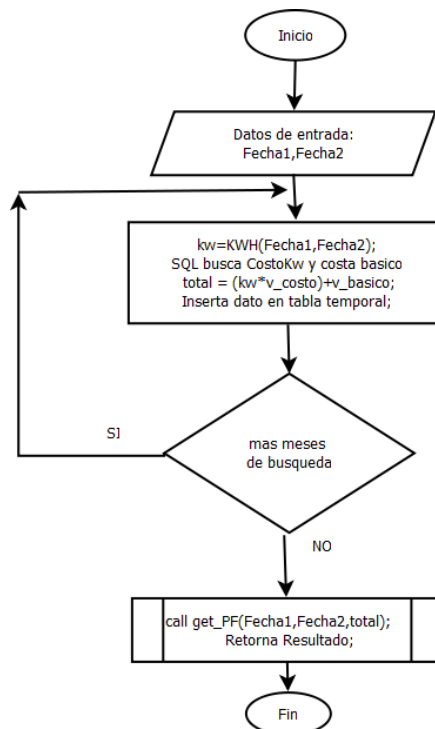 Inicio
Datos de entrada:
Fecha1,Fecha2
kw=KWH(Fecha1,Fecha2);
SQL busca CostoKw y costa basico
total = (kw*v_costo)+v_basico;
Inserta dato en tabla temporal;
SI
mas meses
de busqueda
NO
call get_PF(Fecha1,Fecha2,total);
Retorna Resultado;
Fin